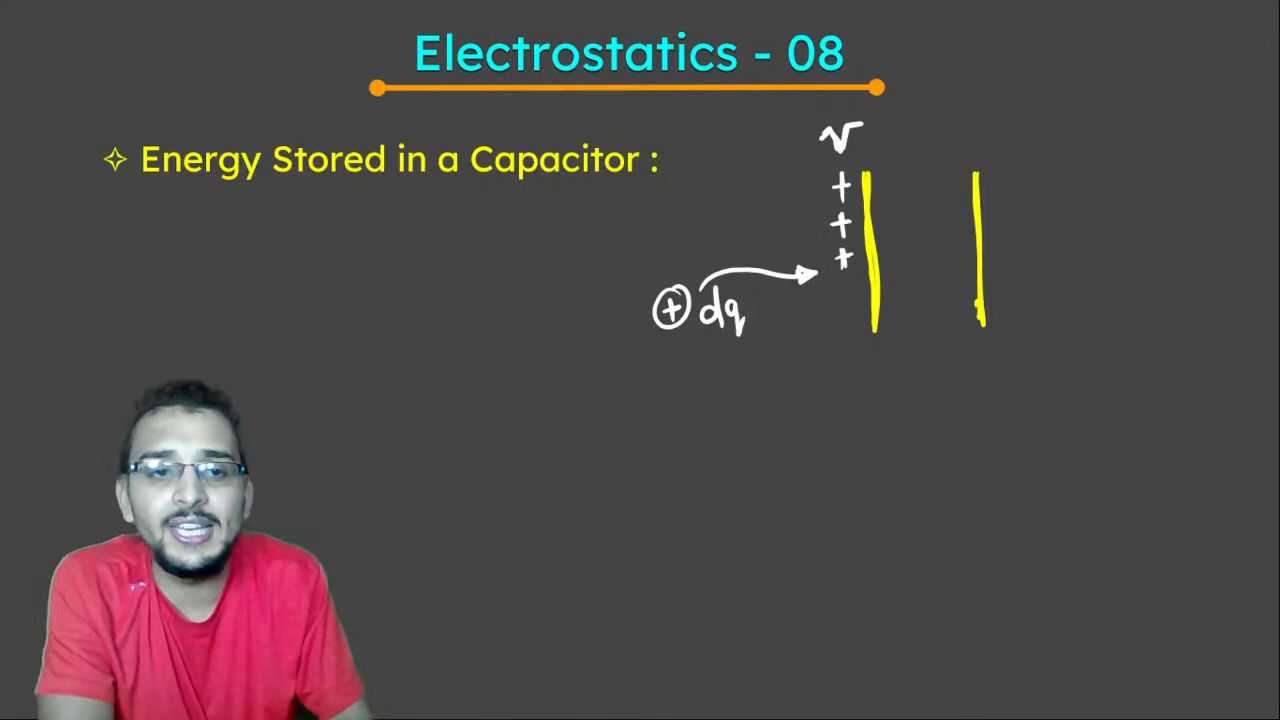 Electrostatics - 08
✧ Energy Stored in a Capacitor :
V
+
+
+
⊕ dq